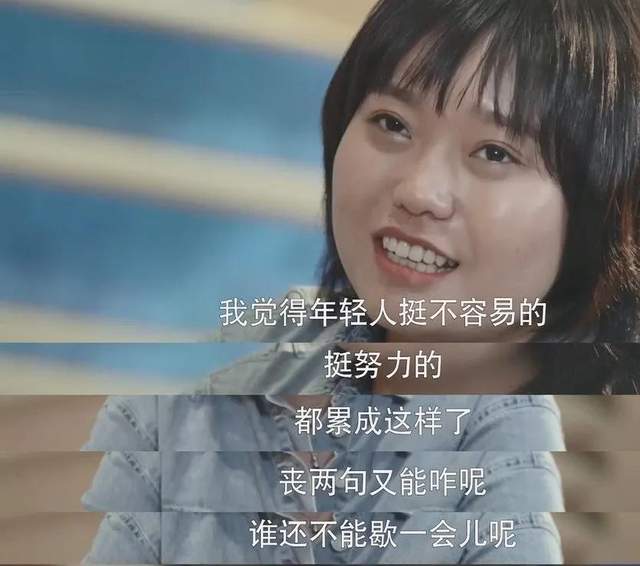 我觉得年轻人挺不容易的
挺努力的
都累成这样了
丧两句又能咋呢
谁还不能歇一会儿呢